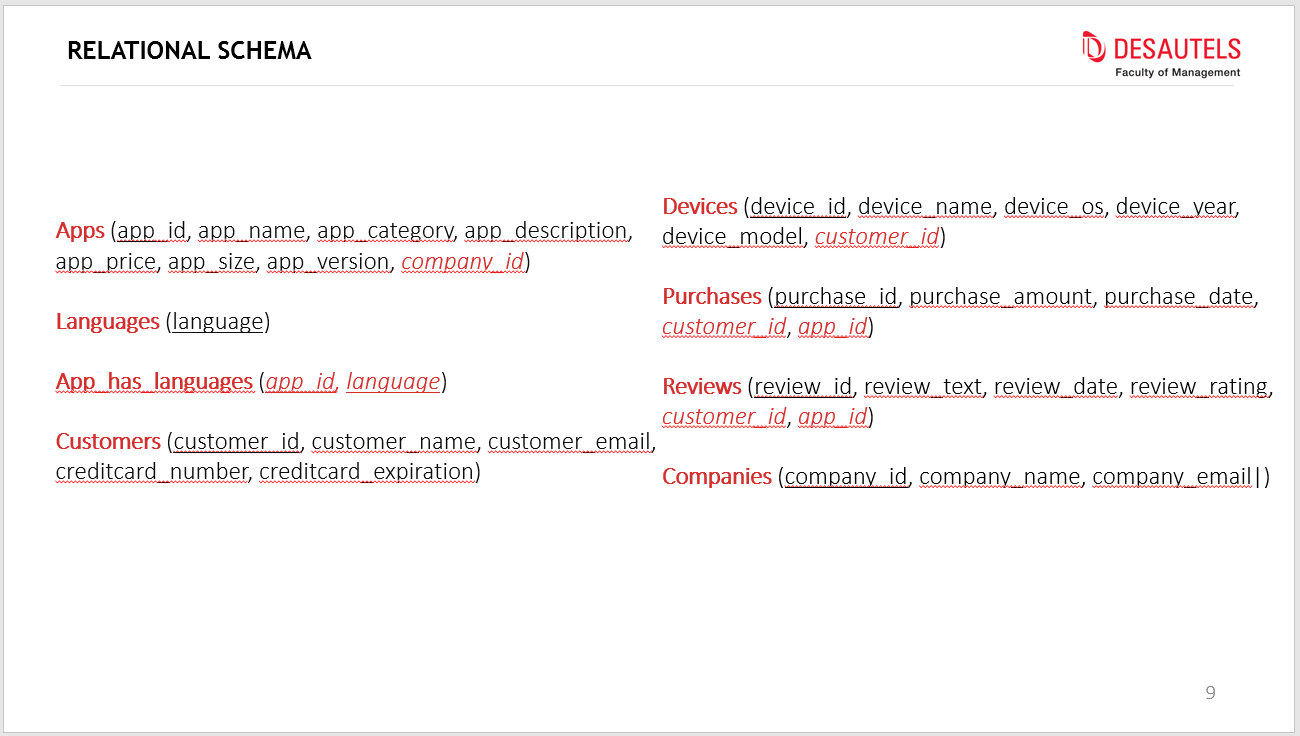 RELATIONAL SCHEMA
DESAUTELS
Faculty of Management
Apps (app_id, app_name, app_category, app_description,
app_price, app_size, app_version, company_id)
Languages (language)
App_has_languages (app_id, language)
Customers (customer_id, customer_name, customer_email,
creditcard_number, creditcard_expiration)
Devices (device_id, device_name, device_os, device_year,
device_model, customer_id)
Purchases (purchase_id, purchase_amount, purchase_date,
customer_id, app_id)
Reviews (review_id, review_text, review_date, review_rating,
customer_id, app_id)
Companies (company_id, company_name, company_email|)
9